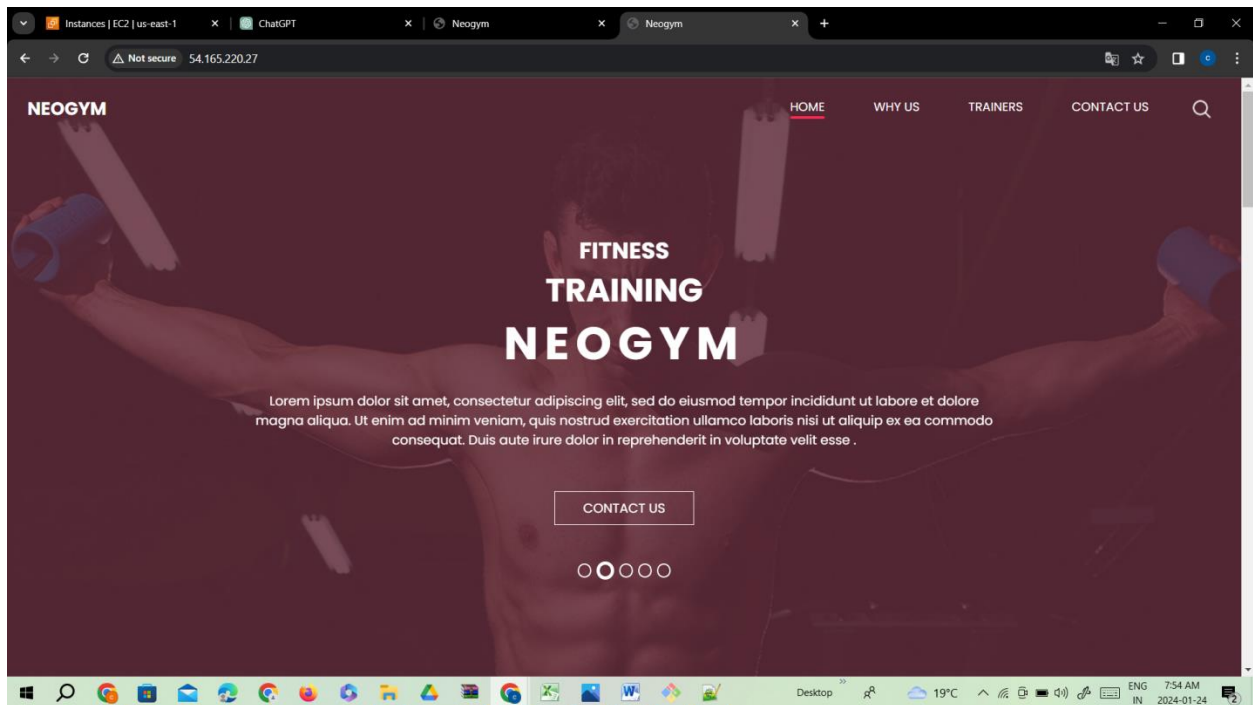 Instances | EC2 | us-east-1
ChatGPT
Neogym
Neogym
Not secure
54.165.220.27
NEOGYM
HOME
WHY US
TRAINERS
CONTACT US
FITNESS
TRAINING
NEOGYM
Lorem ipsum dolor sit amet, consectetur adipiscing elit, sed do eiusmod tempor incididunt ut labore et dolore
magna aliqua. Ut enim ad minim veniam, quis nostrud exercitation ullamco laboris nisi ut aliquip ex ea commodo
consequat. Duis aute irure dolor in reprehenderit in voluptate velit esse .
CONTACT US
Desktop
19°C
ENG
IN
7:54 AM
2024-01-24
2